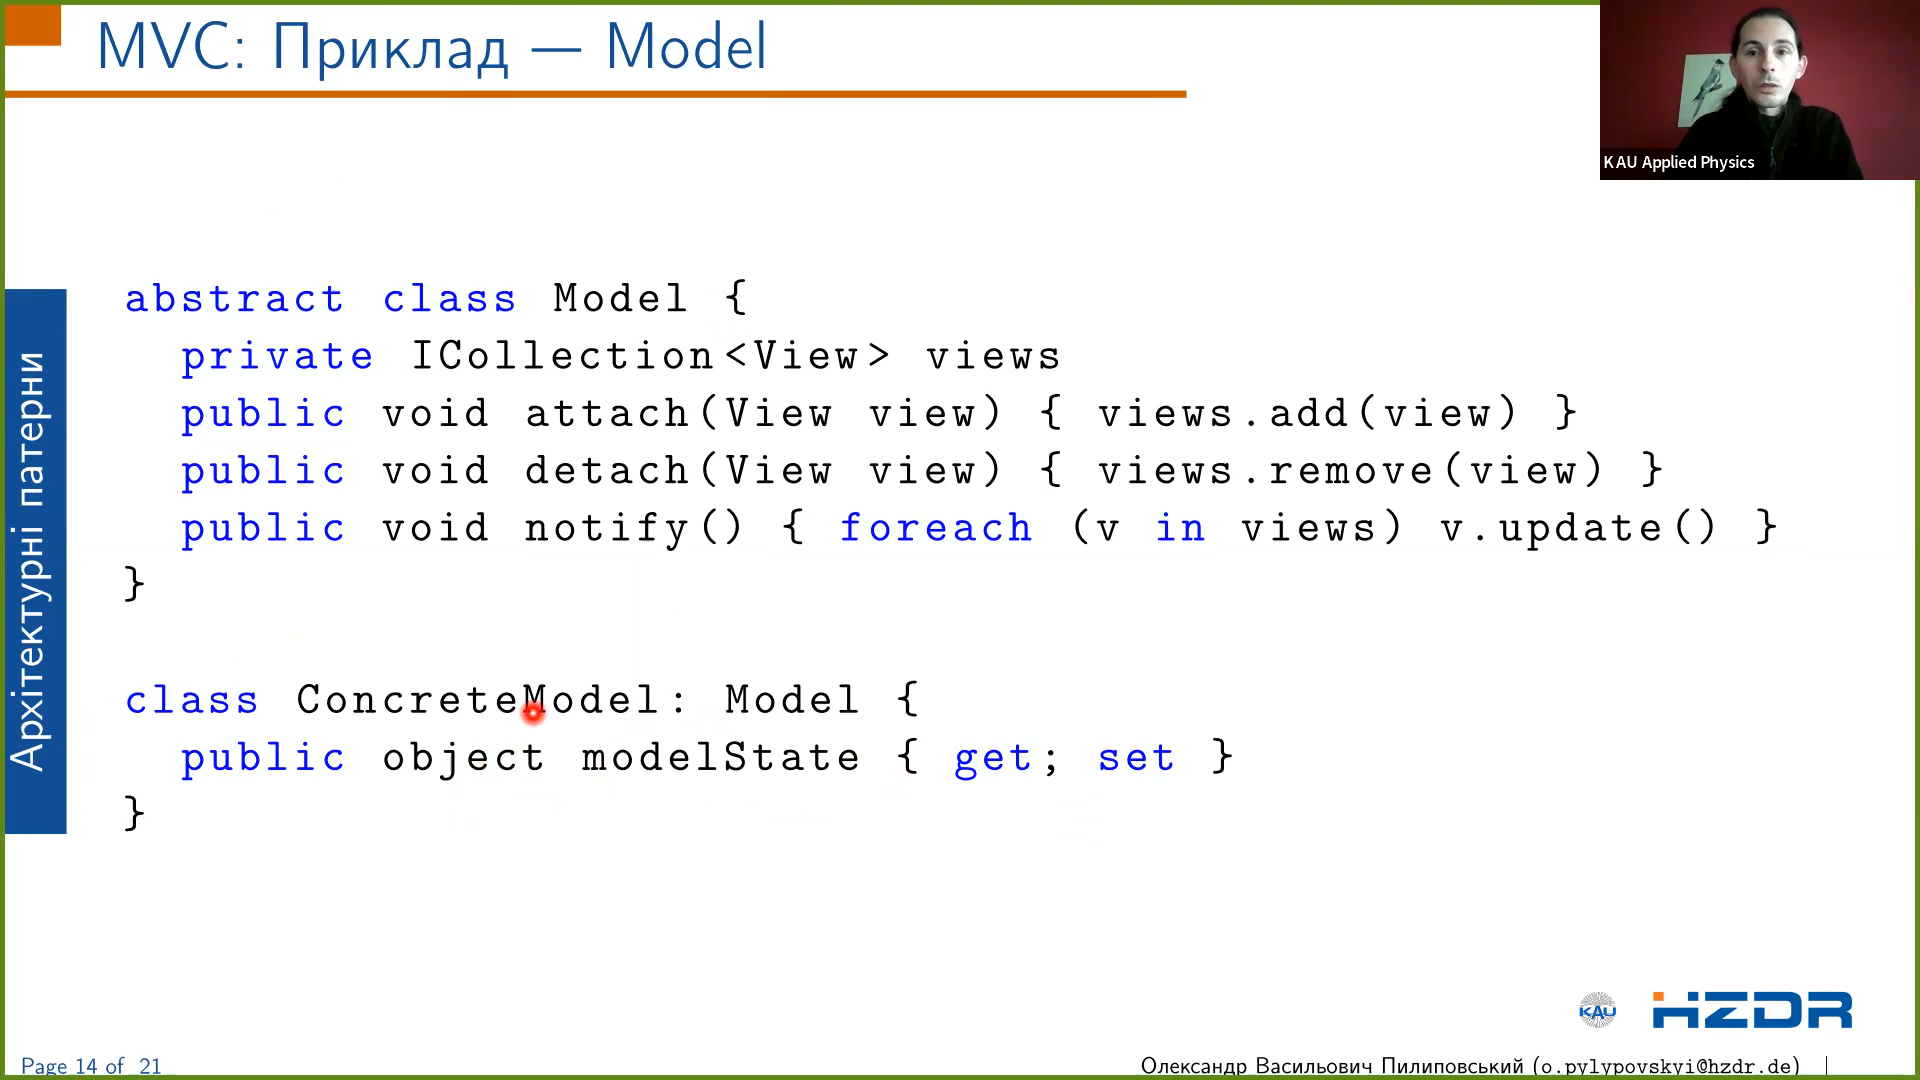 MVC: Приклад — Model
KAU Applied Physics
Архітектурні патерни
abstract class Model {
private ICollection<View> views
public void attach(View view) { views.add(view) }
public void detach(View view) { views.remove(view) }
public void notify() { foreach (v in views) v.update() }
}
class ConcreteModel: Model {
public object modelState { get; set }
}
KAU
HZDR
Page 14 of 21
Олександр Васильович Пилиповський (o.pylypovskyi@hzdr.de)